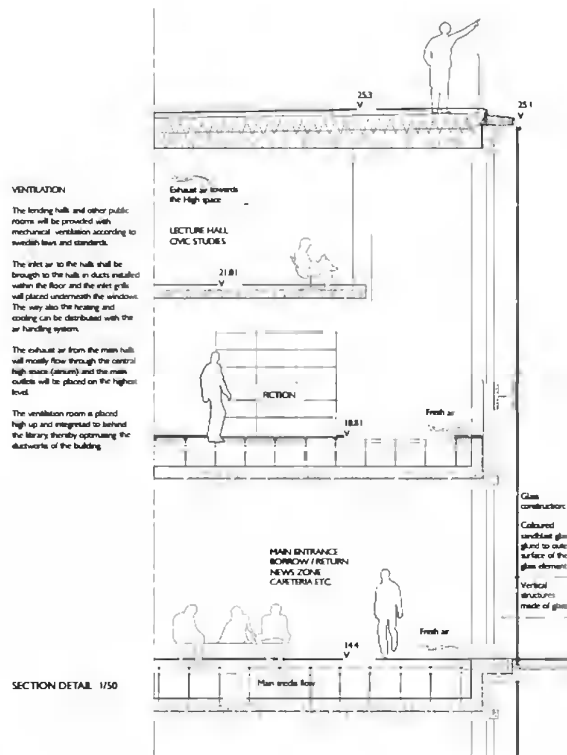 25.3
25.1
VENTILATION
The lending halls and other public
rooms will be provided with
mechanical ventilation according to
swedish laws and standards.
The inlet air to the halls shall be
brougth to the halls in ducts installed
within the floor and the inlet grills
will placed underneath the windows.
The way also the heating and
cooling can be distributed with the
air handling system.
The exhaust air from the main halls
will mostly flow through the central
high space (atrium) and the main
outlets will be placed on the highest
level.
The ventilation room is placed
high up and integrated to behind
the library, thereby optimising the
ductworks of the building.
Exhaust air towards
the High space
LECTURE HALL
CIVIC STUDIES
21.81
FICTION
18.81
Fresh air
Glass
construction:
Coloured
sandblast glass
glued to outer
surface of the
glass element
Vertical
structures
made of glass
MAIN ENTRANCE
BORROW / RETURN
NEWS ZONE
CAFETERIA ETC.
Fresh air
14.4
Main media flow
SECTION DETAIL 1/50